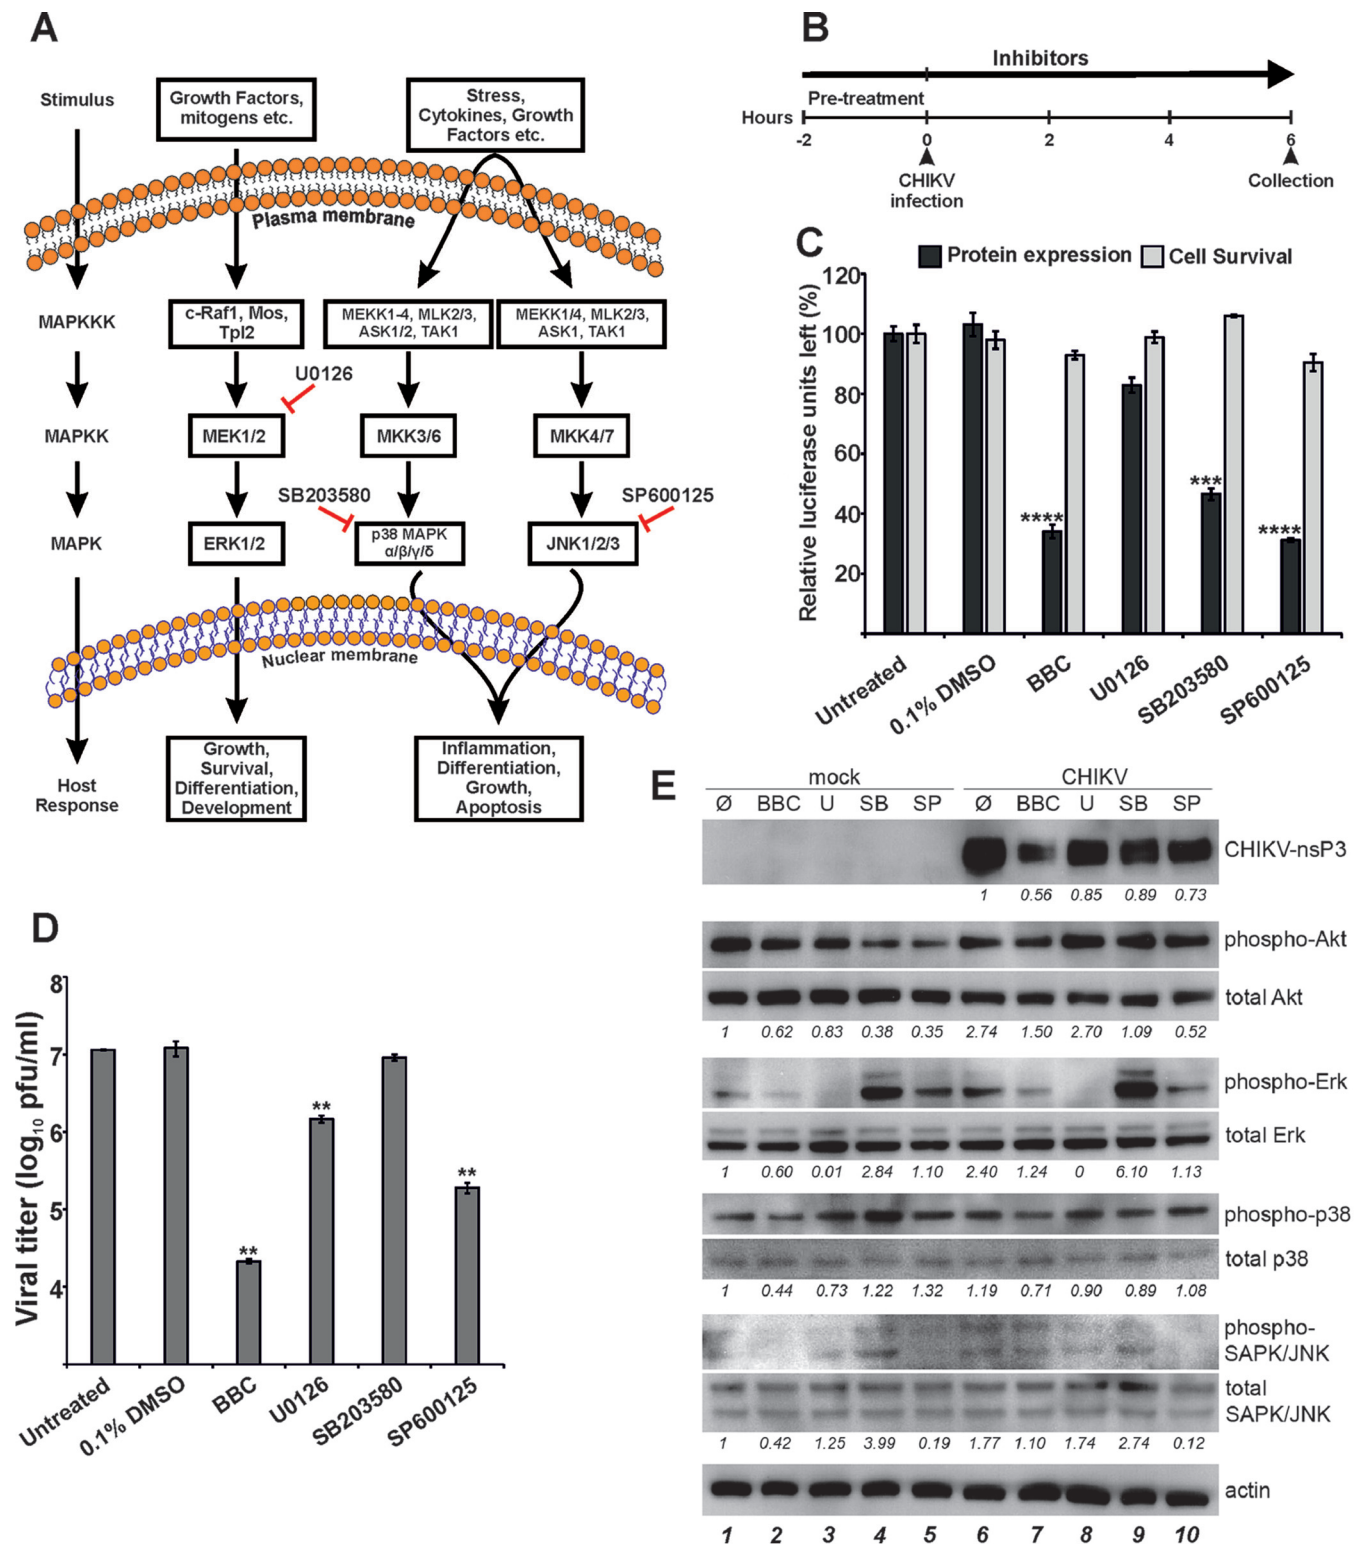 A
Stimulus
Growth Factors,
mitogens etc.
Stress,
Cytokines, Growth
Factors etc.
Plasma membrane
MAPKKK
c-Raf1, Mos,
Tpl2
MEKK1-4, MLK2/3,
ASK1/2, TAK1
MEKK1/4, MLK2/3,
ASK1, TAK1
U0126
MAPKK
MEK1/2
MKK3/6
MKK4/7
SB203580
SP600125
MAPK
ERK1/2
p38 MAPK
α/β/γ/δ
JNK1/2/3
Nuclear membrane
Host
Response
Growth,
Survival,
Differentiation,
Development
Inflammation,
Differentiation,
Growth,
Apoptosis
B
Inhibitors
Pre-treatment
Hours
-2 0 2 4 6
CHIKV
infection
Collection
C
Protein expression Cell Survival
Relative luciferase units left (%)
120
100
80
60
40
20
****
***
****
Untreated
0.1% DMSO
BBC
U0126
SB203580
SP600125
D
Viral titer (log10 pfu/ml)
8
7
6
5
4
**
**
**
Untreated
0.1% DMSO
BBC
U0126
SB203580
SP600125
E
mock CHIKV
Ø BBC U SB SP Ø BBC U SB SP
CHIKV-nsP3
1 0.56 0.85 0.89 0.73
phospho-Akt
total Akt
1 0.62 0.83 0.38 0.35 2.74 1.50 2.70 1.09 0.52
phospho-Erk
total Erk
1 0.60 0.01 2.84 1.10 2.40 1.24 0 6.10 1.13
phospho-p38
total p38
1 0.44 0.73 1.22 1.32 1.19 0.71 0.90 0.89 1.08
phospho-
SAPK/JNK
total
SAPK/JNK
1 0.42 1.25 3.99 0.19 1.77 1.10 1.74 2.74 0.12
actin
1 2 3 4 5 6 7 8 9 10